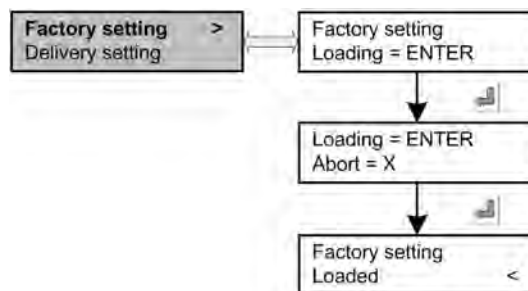 Factory setting >
Delivery setting
Factory setting
Loading = ENTER
Loading = ENTER
Abort = X
Factory setting
Loaded <